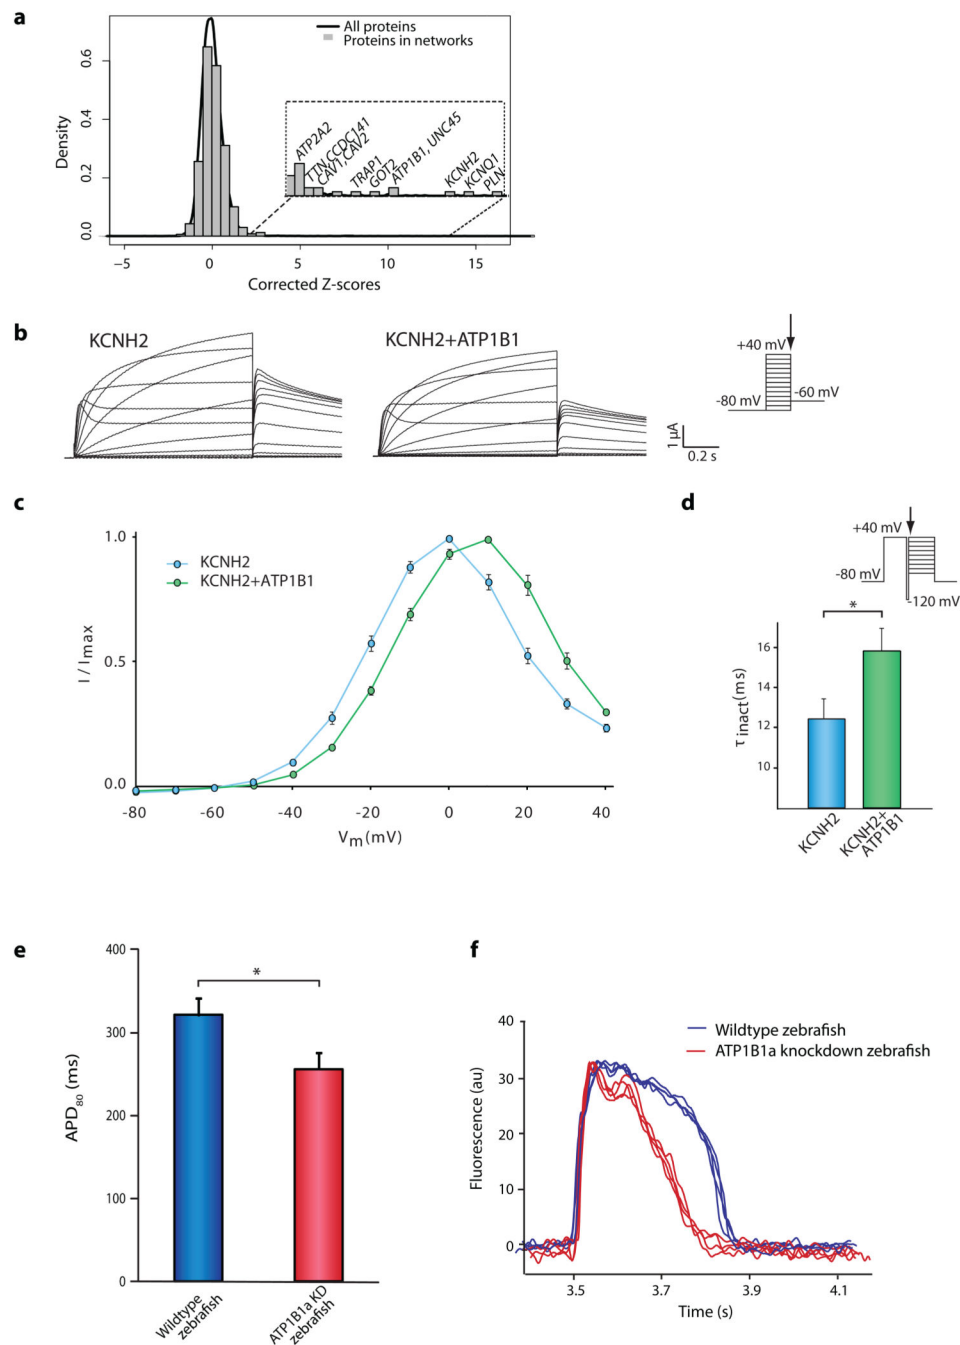 a
All proteins
Proteins in networks
Density
0.6
0.4
0.2
0.0
ATP2A2
TTN,CCDC141
CAV1,CAV2
TRAP1
GOT2
ATP1B1, UNC45
KCNH2
KCNQ1
PLN
−5
0
5
10
15
Corrected Z-scores
b
KCNH2
KCNH2+ATP1B1
+40 mV
-80 mV
-60 mV
1 µA
0.2 s
c
1.0
0.5
0.0
I / Imax
KCNH2
KCNH2+ATP1B1
-80
-60
-40
-20
0
20
40
Vm(mV)
d
+40 mV
-80 mV
-120 mV
*
16
14
12
10
τ inact(ms)
KCNH2
KCNH2+
ATP1B1
e
400
300
200
100
0
APD80 (ms)
*
Wildtype
zebrafish
ATP1B1a KD
zebrafish
f
40
30
20
10
0
Fluorescence (au)
Wildtype zebrafish
ATP1B1a knockdown zebrafish
3.5
3.7
3.9
4.1
Time (s)